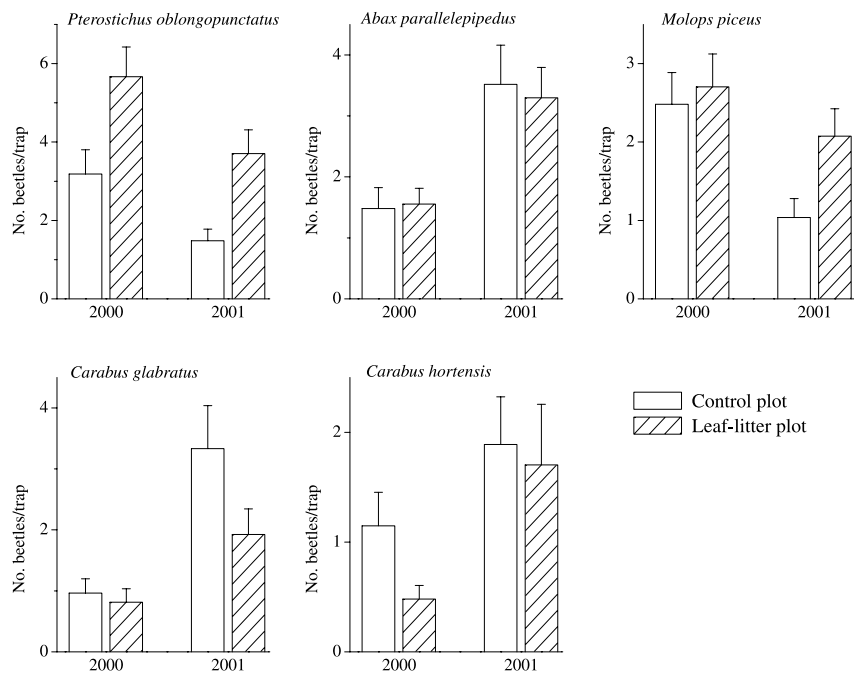 Pterostichus oblongopunctatus
No. beetles/trap
6
4
2
0
2000 2001
Abax parallelepipedus
No. beetles/trap
4
2
0
2000 2001
Molops piceus
No. beetles/trap
3
2
1
0
2000 2001
Carabus glabratus
No. beetles/trap
4
2
0
2000 2001
Carabus hortensis
No. beetles/trap
2
1
0
2000 2001
Control plot
Leaf-litter plot